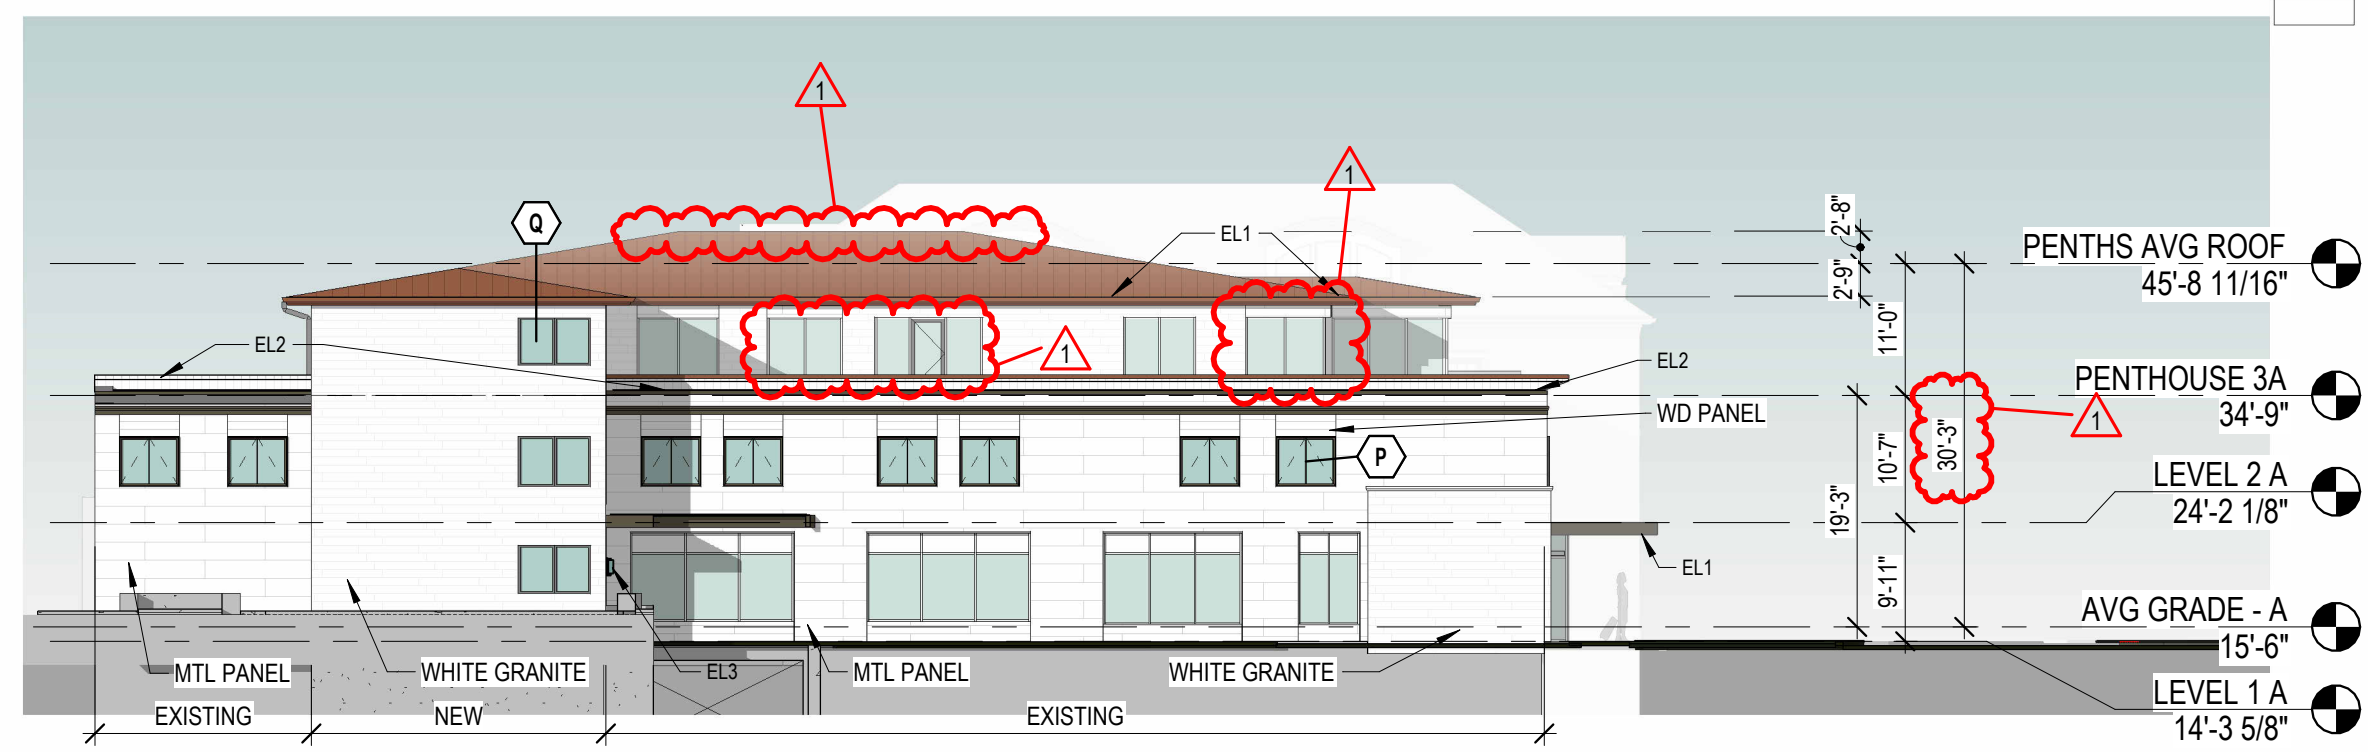 1
1
2'-8"
Q
EL1
PENTHS AVG ROOF
45'-8 11/16"
2'-9"
11'-0"
EL2
1
EL2
PENTHOUSE 3A
34'-9"
WD PANEL
1
P
10'-7"
30'-3"
LEVEL 2 A
24'-2 1/8"
19'-3"
EL1
9'-11"
AVG GRADE - A
15'-6"
MTL PANEL
WHITE GRANITE
EL3
MTL PANEL
WHITE GRANITE
LEVEL 1 A
14'-3 5/8"
EXISTING
NEW
EXISTING